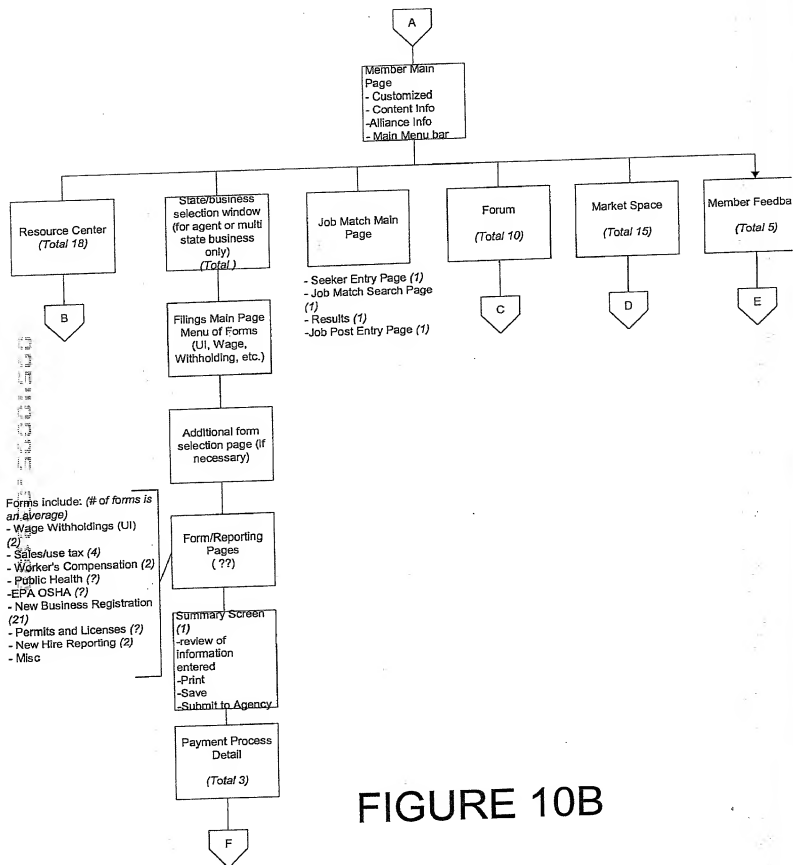 A
Member Main
Page
- Customized
- Content Info
-Alliance Info
- Main Menu bar
Resource Center
(Total 18)
B
State/business
selection window
(for agent or multi
state business
only)
(Total )
Job Match Main
Page
- Seeker Entry Page (1)
- Job Match Search Page
(1)
- Results (1)
-Job Post Entry Page (1)
Forum
(Total 10)
C
Market Space
(Total 15)
D
Member Feedba
(Total 5)
E
Filings Main Page
Menu of Forms
(UI, Wage,
Withholding, etc.)
Additional form
selection page (if
necessary)
Forms include: (# of forms is
an average)
- Wage Withholdings (UI)
(2)
- Sales/use tax (4)
- Worker's Compensation (2)
- Public Health (?)
-EPA OSHA (?)
- New Business Registration
(21)
- Permits and Licenses (?)
- New Hire Reporting (2)
- Misc
Form/Reporting
Pages
( ??)
Summary Screen
(1)
-review of
information
entered
-Print
-Save
-Submit to Agency
Payment Process
Detail
(Total 3)
F
FIGURE 10B